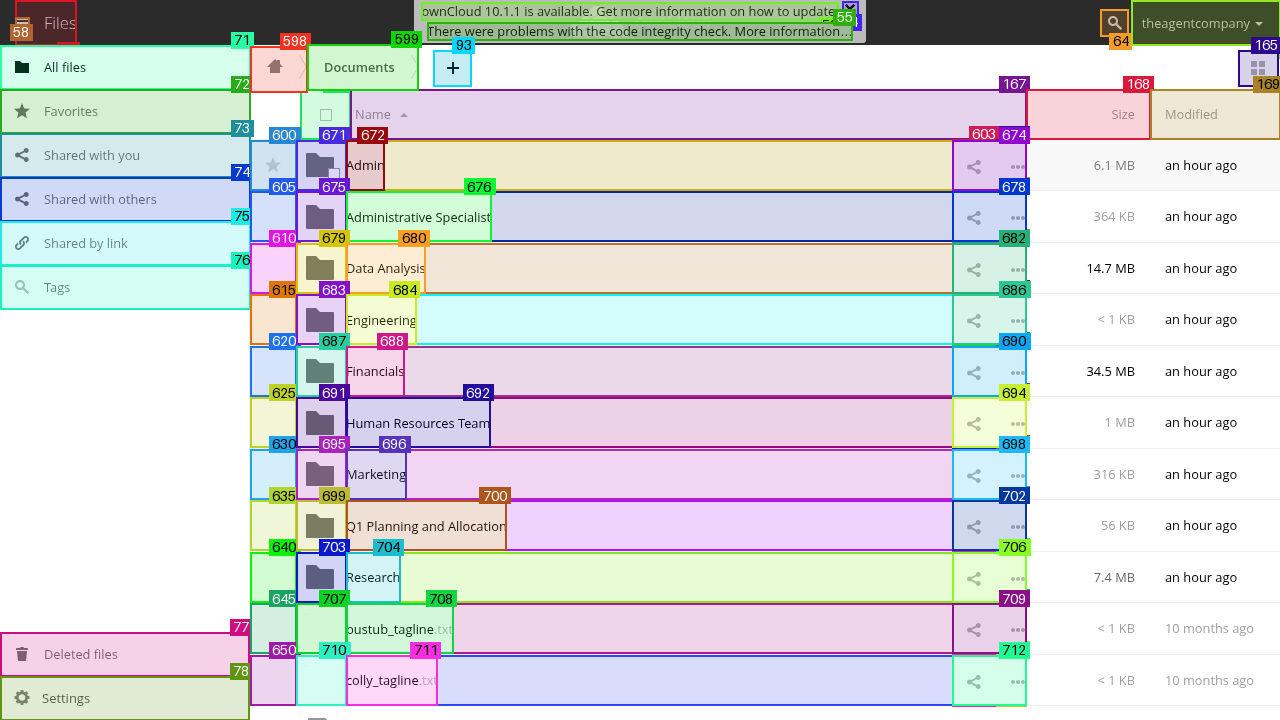 ownCloud 10.1.1 is available. Get more information on how to update
55
There were problems with the code integrity check. More information...
Files
58
theagentcompany
64
71
598
599
93
165
All files
Documents
+
72
167
168
169
Favorites
Name
Size
Modified
73
600
671
672
603
674
Shared with you
Admin
6.1 MB
an hour ago
74
605
675
676
678
Shared with others
Administrative Specialist
364 KB
an hour ago
75
610
679
680
682
Shared by link
Data Analysis
14.7 MB
an hour ago
76
615
683
684
686
Tags
Engineering
< 1 KB
an hour ago
620
687
688
690
Financials
34.5 MB
an hour ago
625
691
692
694
Human Resources Team
1 MB
an hour ago
630
695
696
698
Marketing
316 KB
an hour ago
635
699
700
702
Q1 Planning and Allocation
56 KB
an hour ago
640
703
704
706
Research
7.4 MB
an hour ago
645
707
708
709
77
bustub_tagline.txt
< 1 KB
10 months ago
Deleted files
650
710
711
712
78
colly_tagline.txt
< 1 KB
10 months ago
Settings